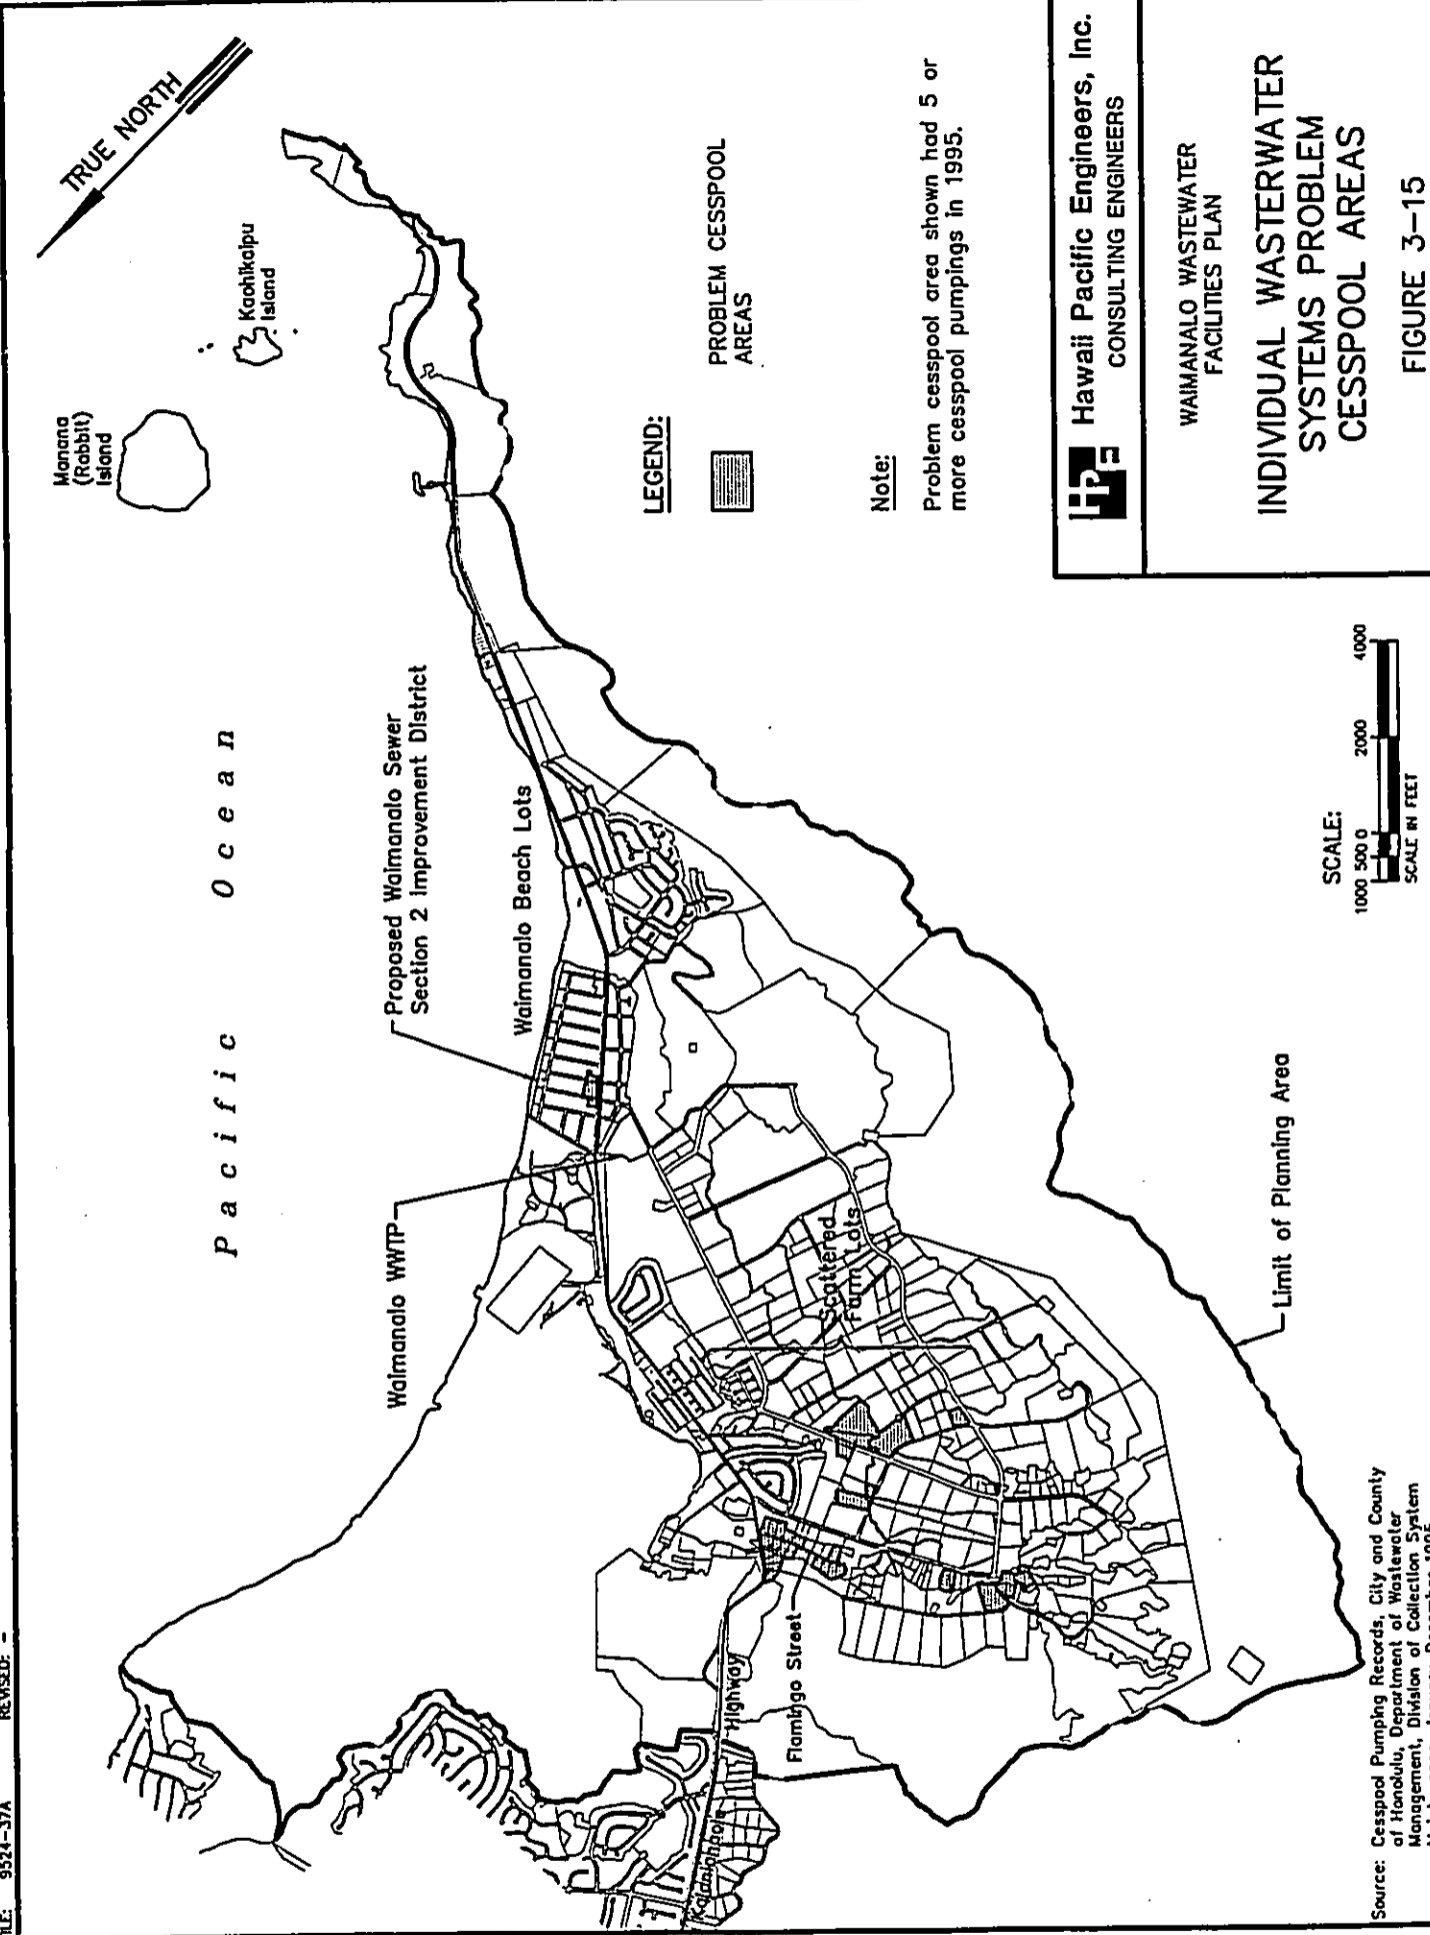 FILE: 9524-37A
REVISED: -
TRUE NORTH
Manana
(Rabbit)
Island
Kaohikaipu
Island
Pacific Ocean
Proposed Waimanalo Sewer
Section 2 Improvement District
Waimanalo Beach Lots
Waimanalo WWTP
Scattered
Farm Lots
Flamingo Street
Kalanianaole
Highway
Limit of Planning Area
LEGEND:
PROBLEM CESSPOOL
AREAS
Note:
Problem cesspool area shown had 5 or
more cesspool pumpings in 1995.
SCALE:
1000 500 0 2000 4000
SCALE IN FEET
Source: Cesspool Pumping Records, City and County
of Honolulu, Department of Wastewater
Management, Division of Collection System
Hawaii Pacific Engineers, Inc.
CONSULTING ENGINEERS
WAIMANALO WASTEWATER
FACILITIES PLAN
INDIVIDUAL WASTERWATER
SYSTEMS PROBLEM
CESSPOOL AREAS
FIGURE 3-15